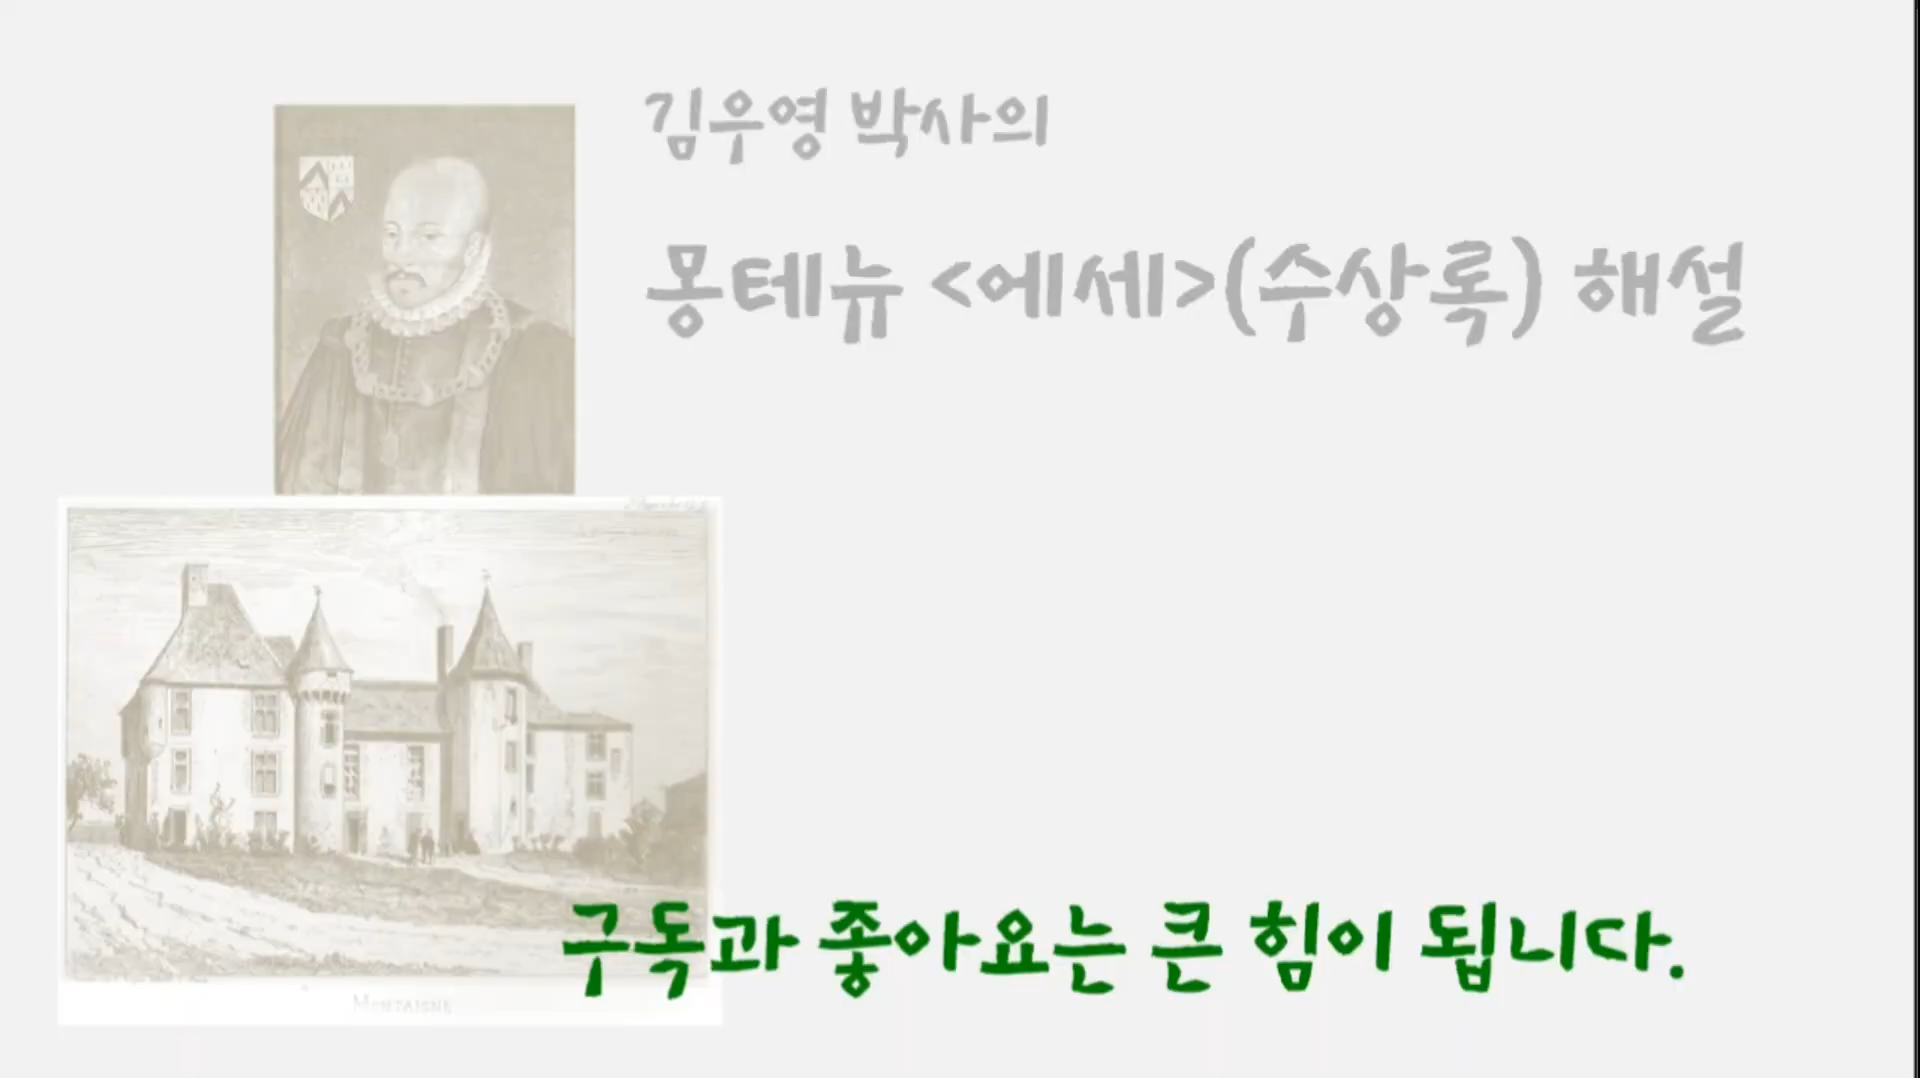 김우영 박사의
몽테뉴 <에세>(수상록) 해설
구독과 좋아요는 큰 힘이 됩니다.
MONTAIGNE